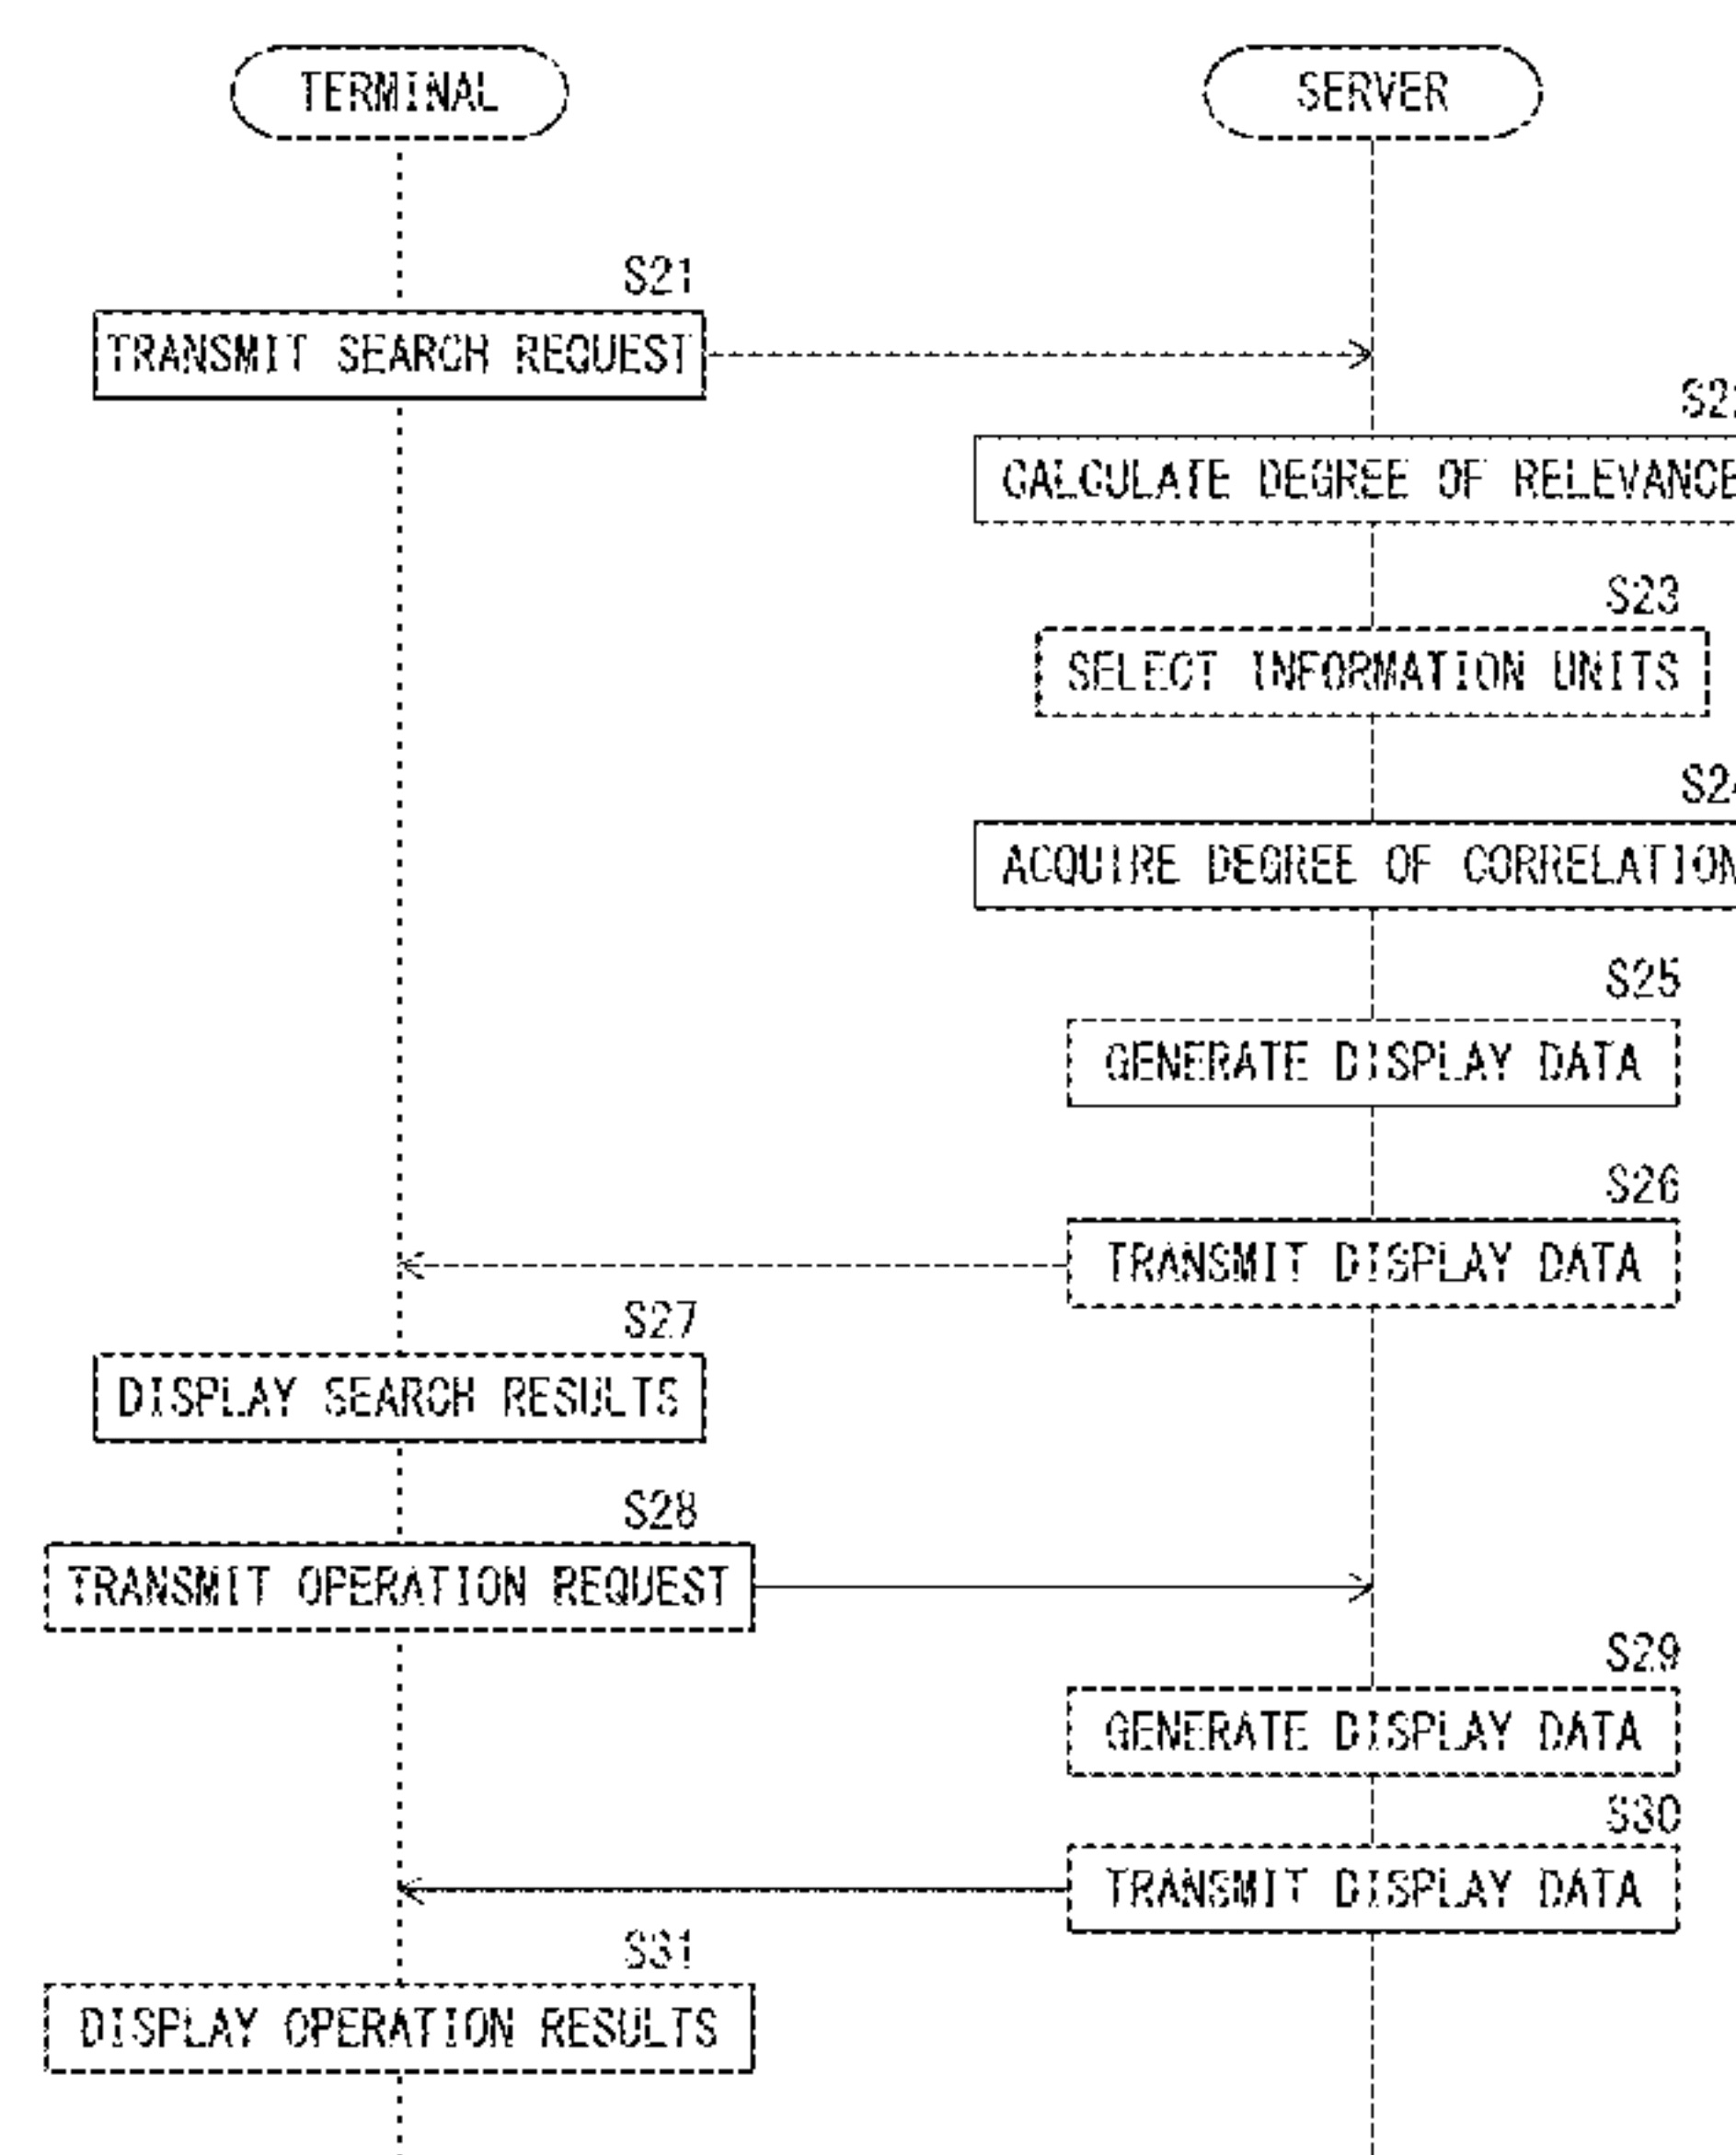 TERMINAL
SERVER
S21
TRANSMIT SEARCH REQUEST
S22
CALCULATE DEGREE OF RELEVANCE
S23
SELECT INFORMATION UNITS
S24
ACQUIRE DEGREE OF CORRELATION
S25
GENERATE DISPLAY DATA
S26
TRANSMIT DISPLAY DATA
S27
DISPLAY SEARCH RESULTS
S28
TRANSMIT OPERATION REQUEST
S29
GENERATE DISPLAY DATA
S30
TRANSMIT DISPLAY DATA
S31
DISPLAY OPERATION RESULTS